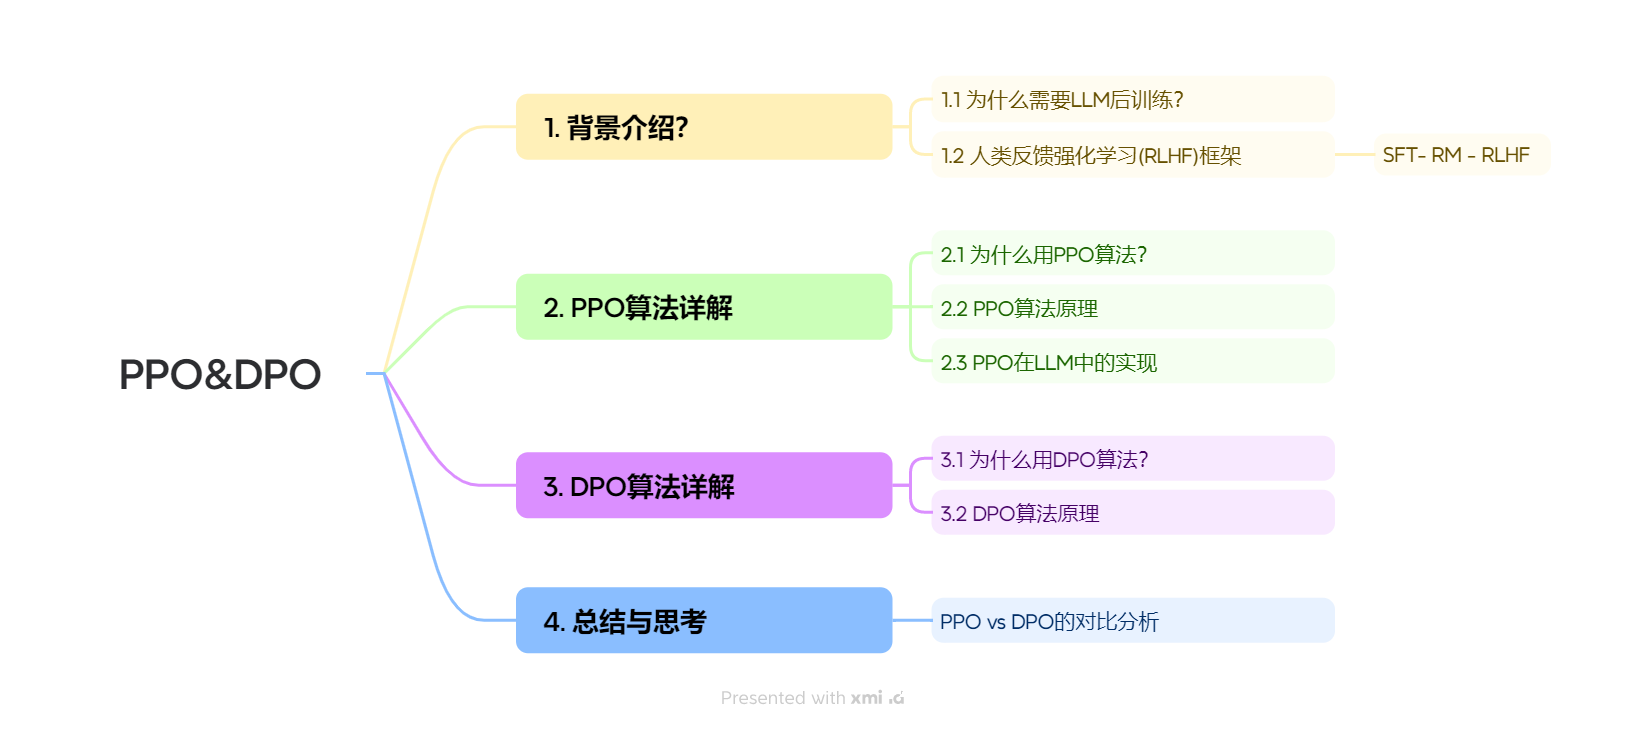 PPO&DPO
1. 背景介绍?
1.1 为什么需要LLM后训练?
1.2 人类反馈强化学习(RLHF)框架
SFT- RM - RLHF
2. PPO算法详解
2.1 为什么用PPO算法?
2.2 PPO算法原理
2.3 PPO在LLM中的实现
3. DPO算法详解
3.1 为什么用DPO算法?
3.2 DPO算法原理
4. 总结与思考
PPO vs DPO的对比分析
Presented with xmind